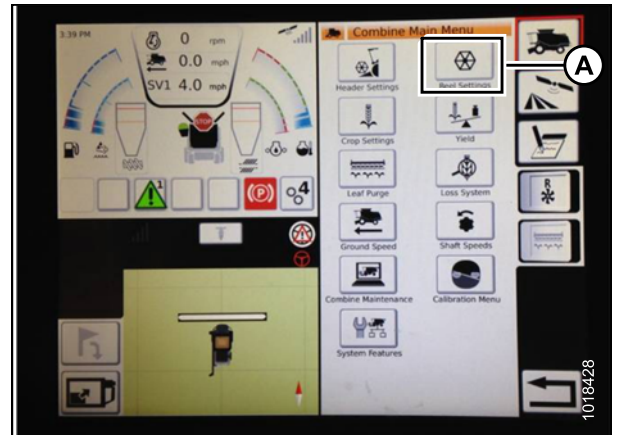 3:39 PM
0 rpm
0.0 mph
SV1 4.0 mph
STOP
1
(P)
4
Combine Main Menu
Header Settings
Reel Settings
Crop Settings
Yield
Leaf Purge
Loss System
Ground Speed
Shaft Speeds
Combine Maintenance
Calibration Menu
System Features
R
A
1018428